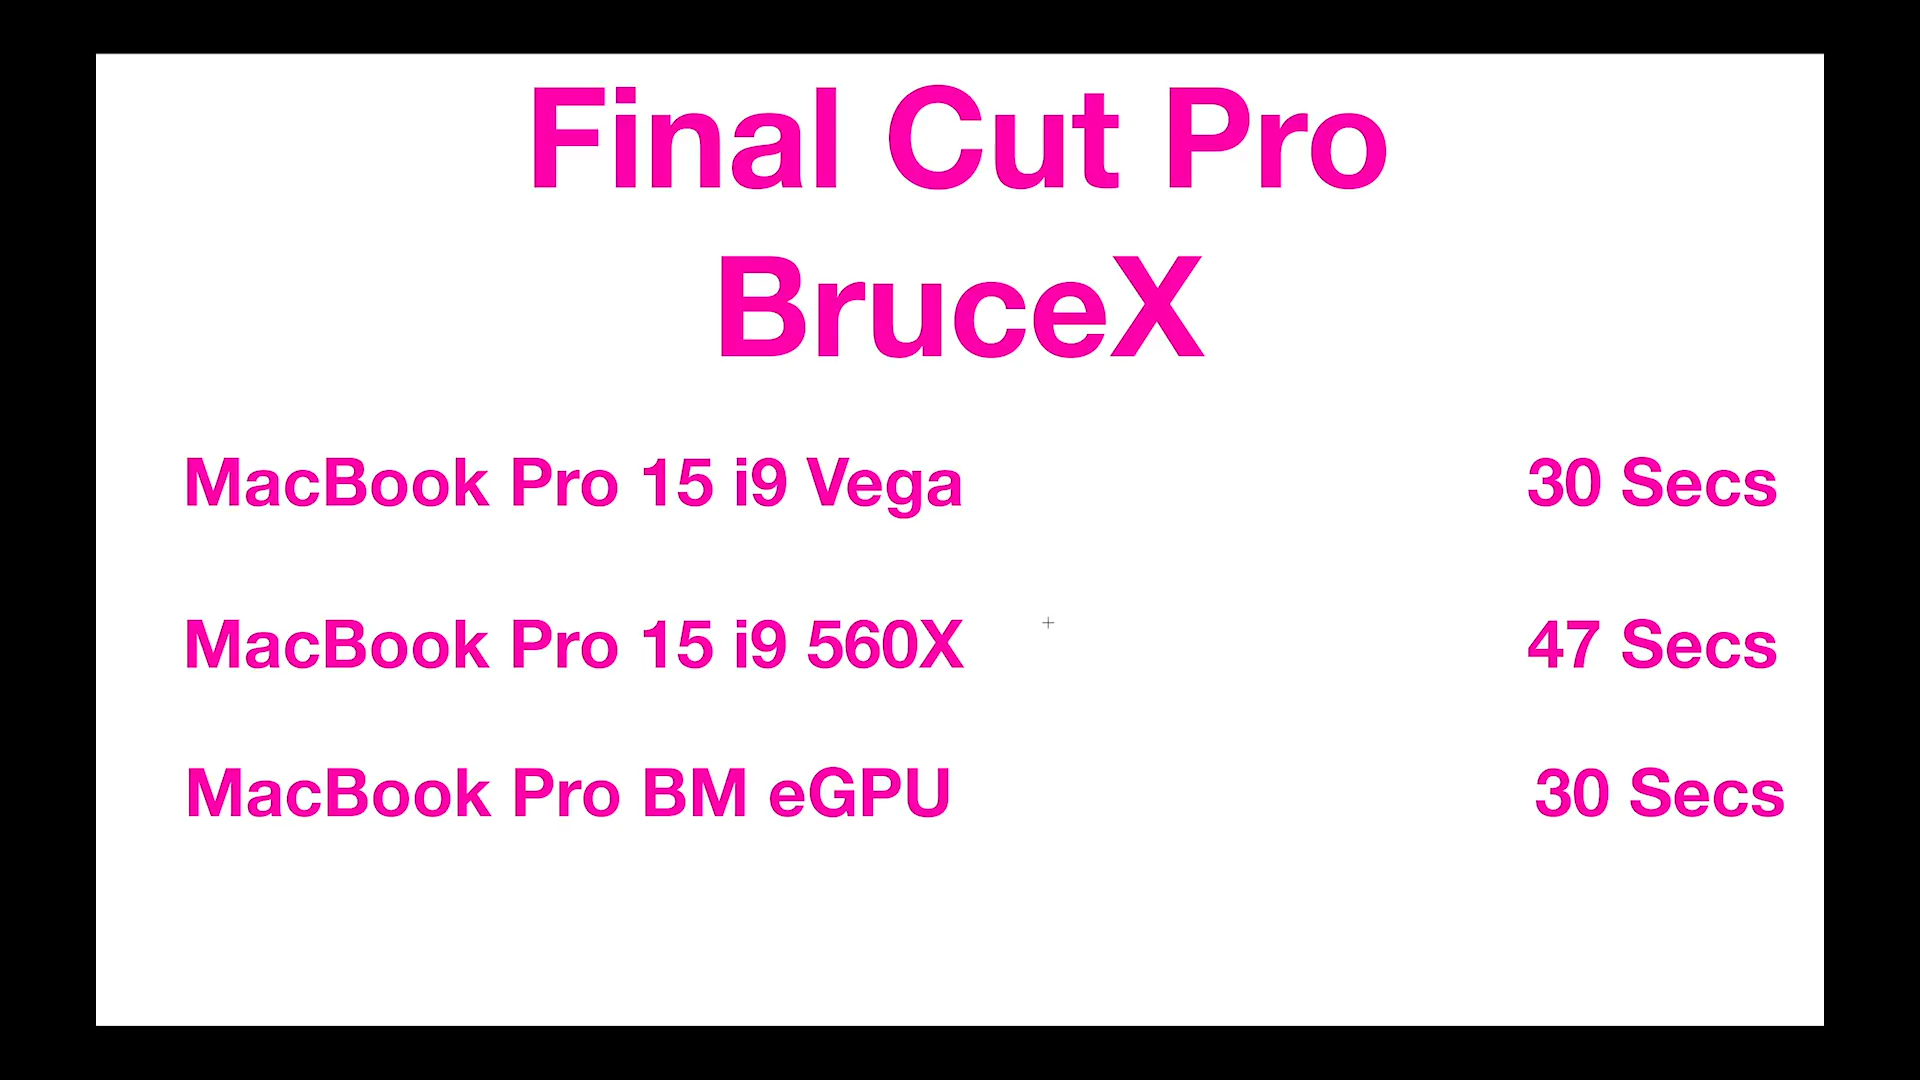 Final Cut Pro
BruceX
MacBook Pro 15 i9 Vega 30 Secs
MacBook Pro 15 i9 560X 47 Secs
MacBook Pro BM eGPU 30 Secs